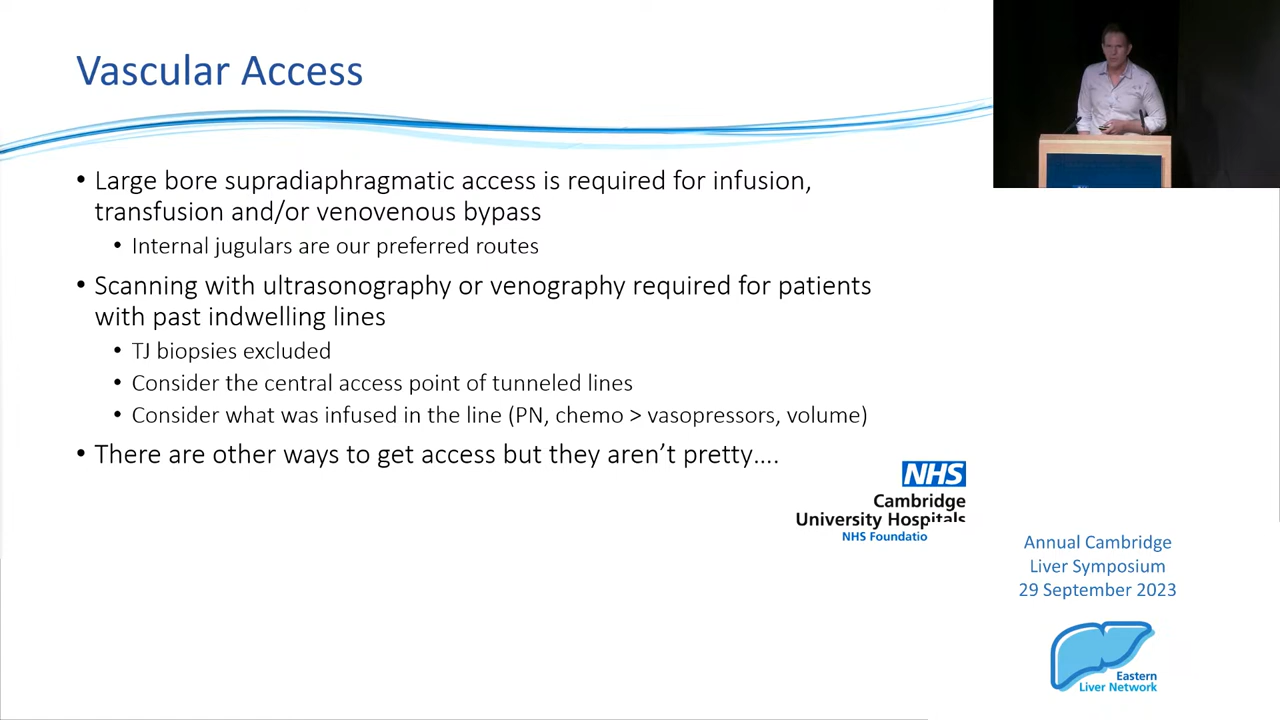 Vascular Access
• Large bore supradiaphragmatic access is required for infusion,
transfusion and/or venovenous bypass
• Internal jugulars are our preferred routes
• Scanning with ultrasonography or venography required for patients
with past indwelling lines
• TJ biopsies excluded
• Consider the central access point of tunneled lines
• Consider what was infused in the line (PN, chemo > vasopressors, volume)
• There are other ways to get access but they aren’t pretty....
NHS
Cambridge
University Hospitals
NHS Foundatio
Annual Cambridge
Liver Symposium
29 September 2023
Eastern
Liver Network